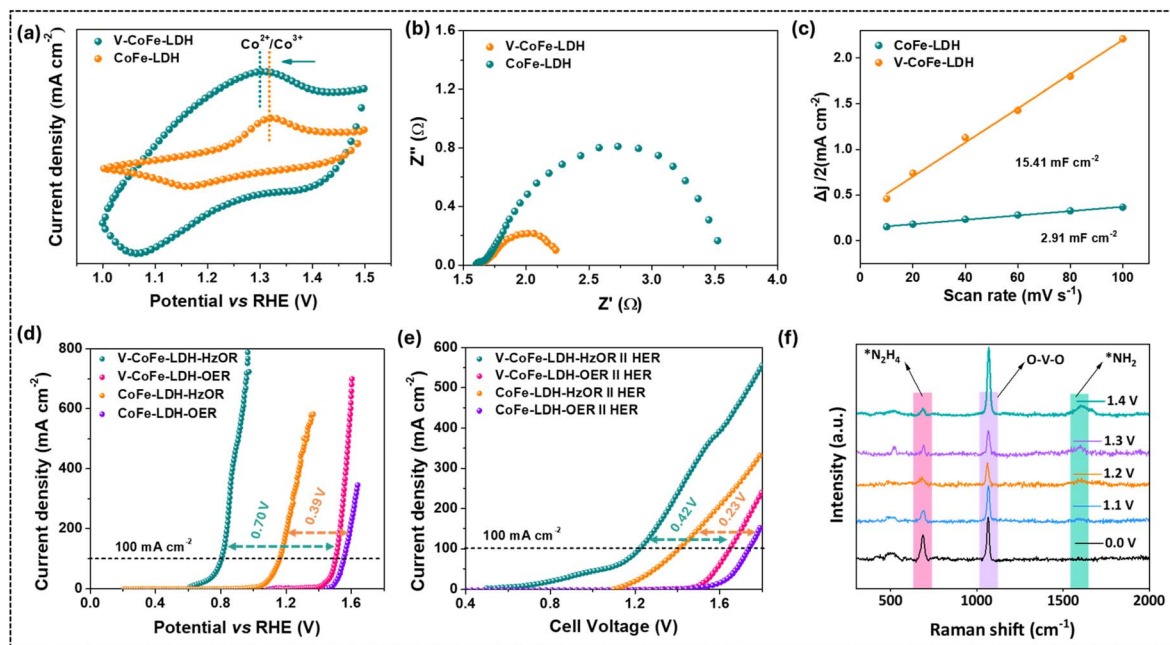 (a)
V-CoFe-LDH
CoFe-LDH
Co²⁺/Co³⁺
Current density (mA cm⁻²)
1.0 1.1 1.2 1.3 1.4 1.5
Potential vs RHE (V)
(b)
V-CoFe-LDH
CoFe-LDH
Z'' (Ω)
1.6
1.2
0.8
0.4
0.0
1.5 2.0 2.5 3.0 3.5 4.0
Z' (Ω)
(c)
CoFe-LDH
V-CoFe-LDH
Δj /2(mA cm⁻²)
2.0
1.5
1.0
0.5
0.0
15.41 mF cm⁻²
2.91 mF cm⁻²
0 20 40 60 80 100
Scan rate (mV s⁻¹)
(d)
V-CoFe-LDH-HzOR
V-CoFe-LDH-OER
CoFe-LDH-HzOR
CoFe-LDH-OER
Current density (mA cm⁻²)
800
600
400
200
0
0.70 V
0.39 V
100 mA cm⁻²
0.0 0.4 0.8 1.2 1.6
Potential vs RHE (V)
(e)
V-CoFe-LDH-HzOR II HER
V-CoFe-LDH-OER II HER
CoFe-LDH-HzOR II HER
CoFe-LDH-OER II HER
Current density (mA cm⁻²)
600
500
400
300
200
100
0
0.42 V
0.23 V
100 mA cm⁻²
0.4 0.8 1.2 1.6
Cell Voltage (V)
(f)
*N₂H₄
O-V-O
*NH₂
1.4 V
1.3 V
1.2 V
1.1 V
0.0 V
Intensity (a.u.)
500 1000 1500 2000
Raman shift (cm⁻¹)